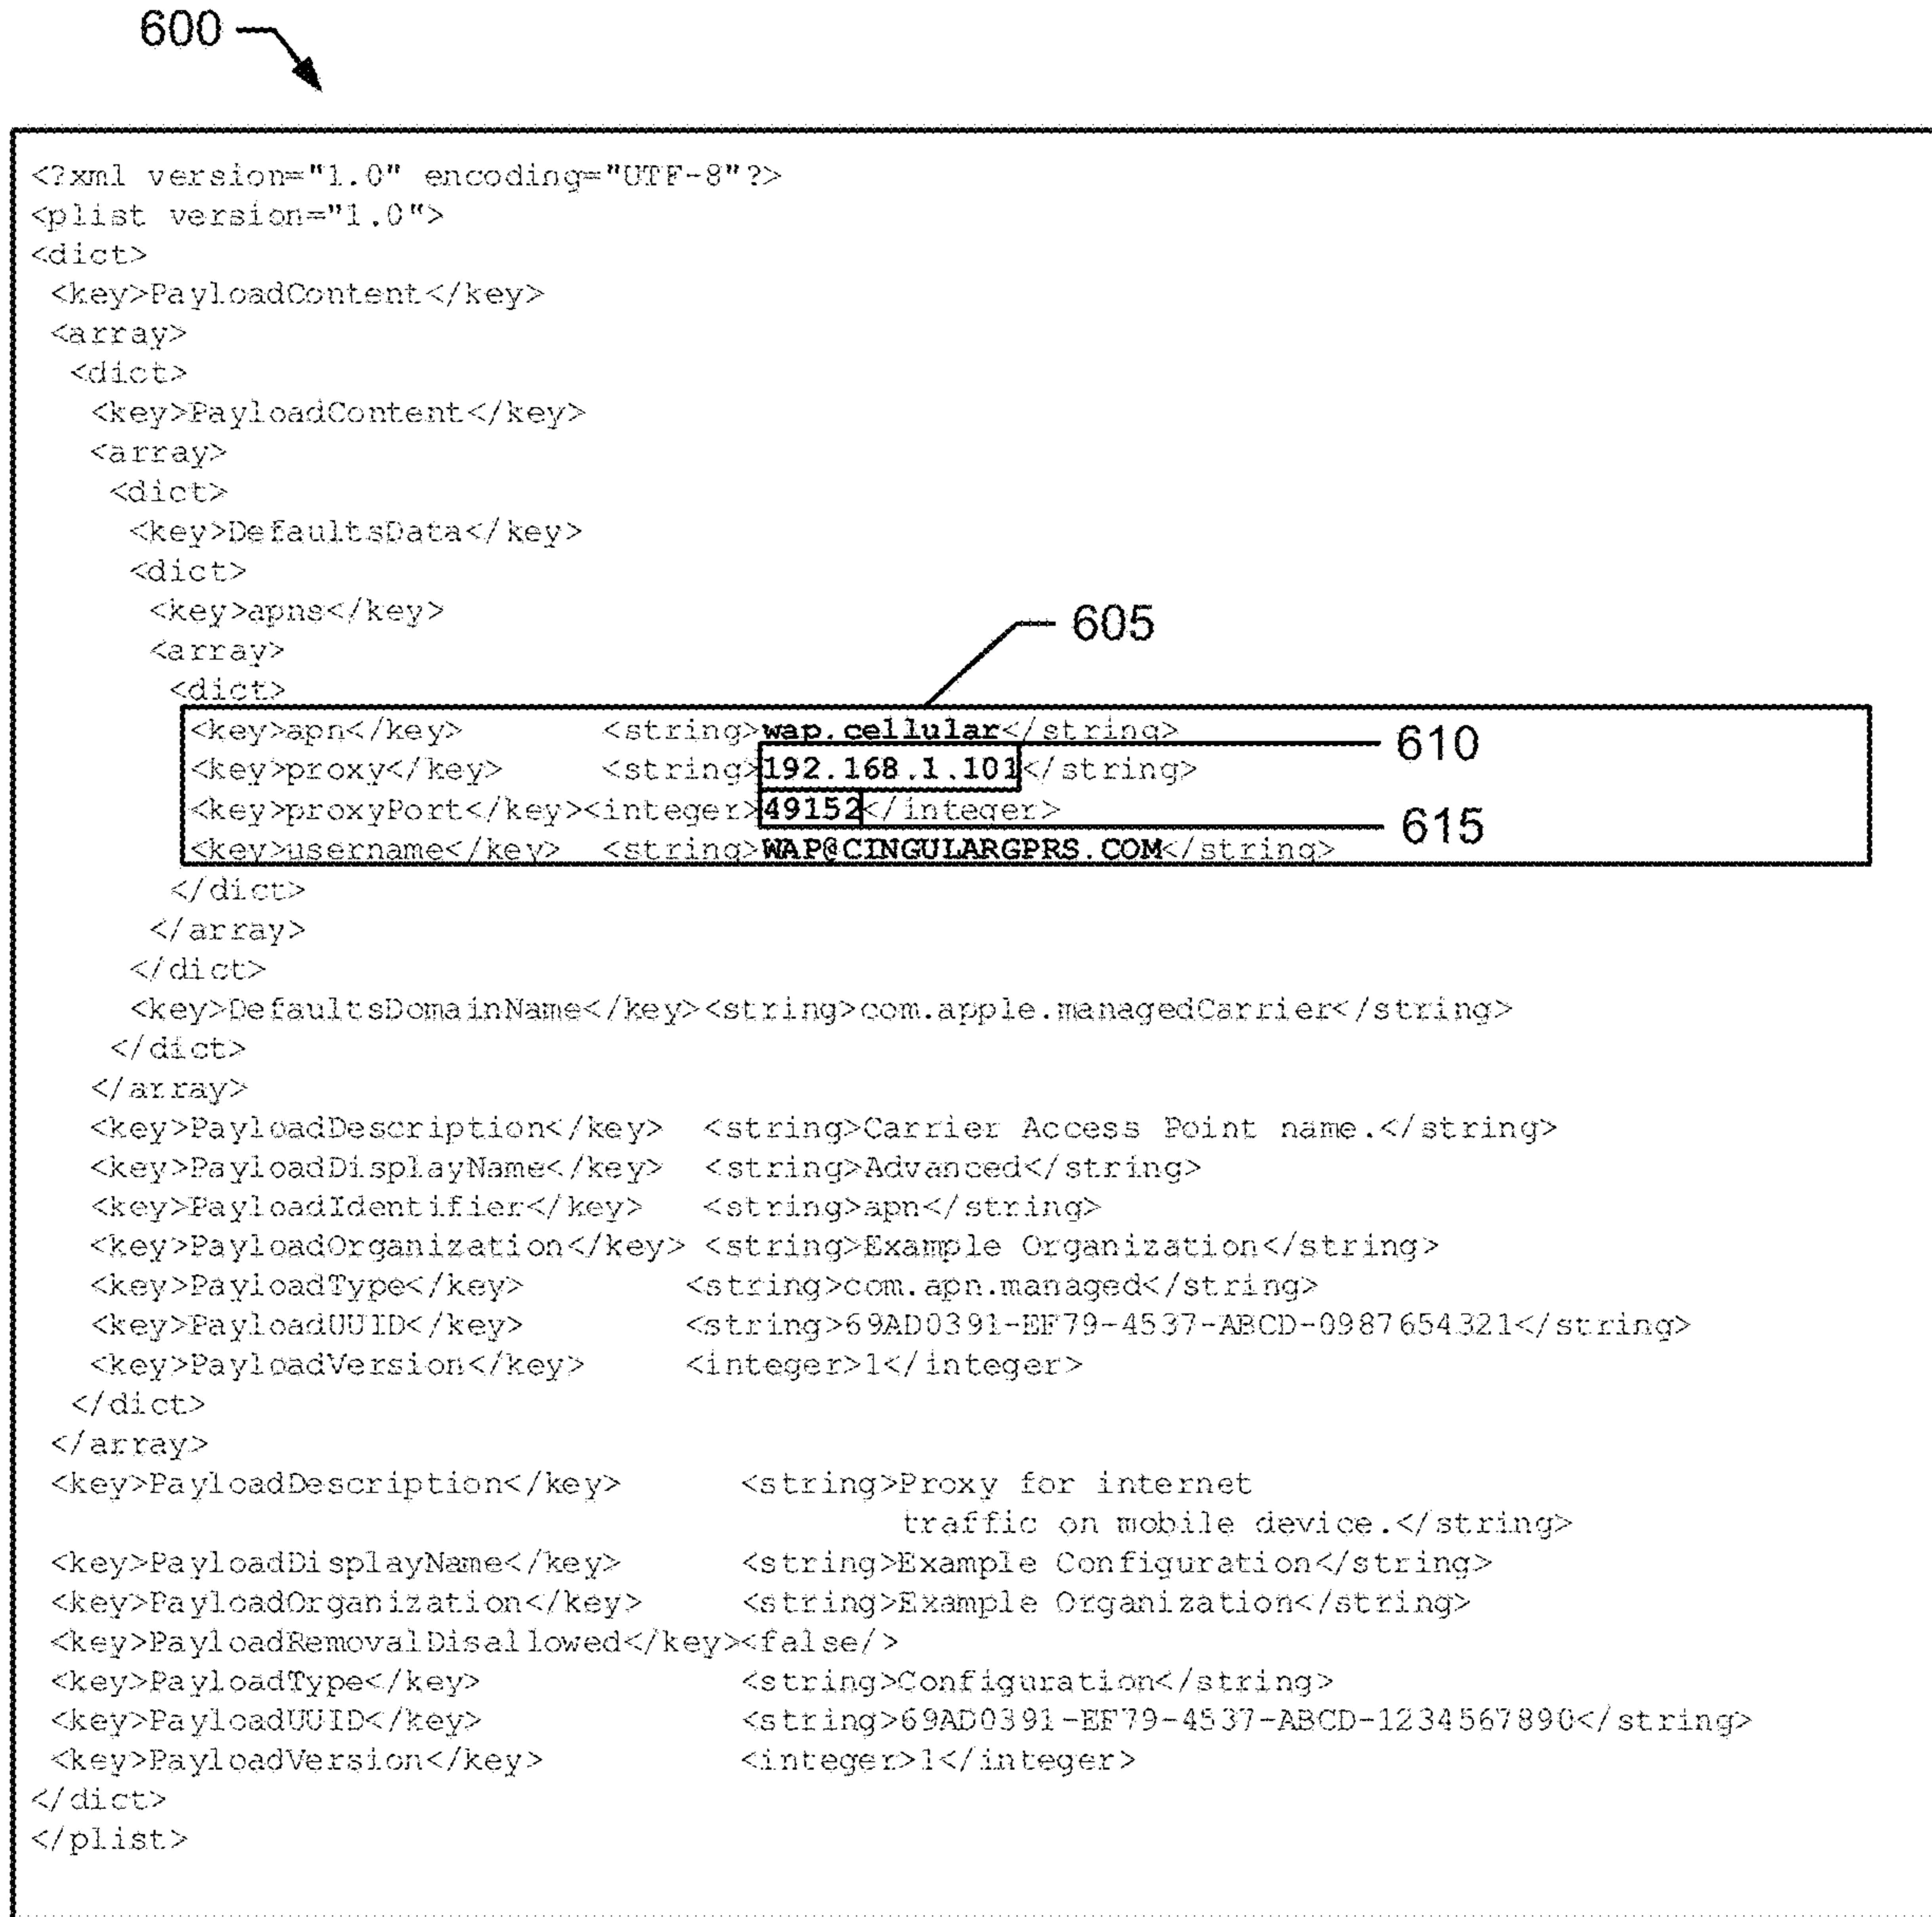 600
<?xml version="1.0" encoding="UTF-8"?>
<plist version="1.0">
<dict>
<key>PayloadContent</key>
<array>
<dict>
<key>PayloadContent</key>
<array>
<dict>
<key>DefaultsData</key>
<dict>
<key>apns</key>
605
<array>
<dict>
<key>apn</key> <string>wap.cellular</string>
610
<key>proxy</key> <string>192.168.1.101</string>
<key>proxyPort</key><integer>49152</integer>
615
<key>username</key> <string>WAP@CINGULARGPRS.COM</string>
</dict>
</array>
</dict>
<key>DefaultsDomainName</key><string>com.apple.managedCarrier</string>
</dict>
</array>
<key>PayloadDescription</key> <string>Carrier Access Point name.</string>
<key>PayloadDisplayName</key> <string>Advanced</string>
<key>PayloadIdentifier</key> <string>apn</string>
<key>PayloadOrganization</key> <string>Example Organization</string>
<key>PayloadType</key> <string>com.apn.managed</string>
<key>PayloadUUID</key> <string>69AD0391-EF79-4537-ABCD-0987654321</string>
<key>PayloadVersion</key> <integer>1</integer>
</dict>
</array>
<key>PayloadDescription</key> <string>Proxy for internet
traffic on mobile device.</string>
<key>PayloadDisplayName</key> <string>Example Configuration</string>
<key>PayloadOrganization</key> <string>Example Organization</string>
<key>PayloadRemovalDisallowed</key><false/>
<key>PayloadType</key> <string>Configuration</string>
<key>PayloadUUID</key> <string>69AD0391-EF79-4537-ABCD-1234567890</string>
<key>PayloadVersion</key> <integer>1</integer>
</dict>
</plist>